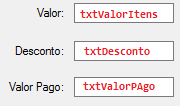 Valor: txtValorItens
Desconto: txtDesconto
Valor Pago: txtValorPAgo